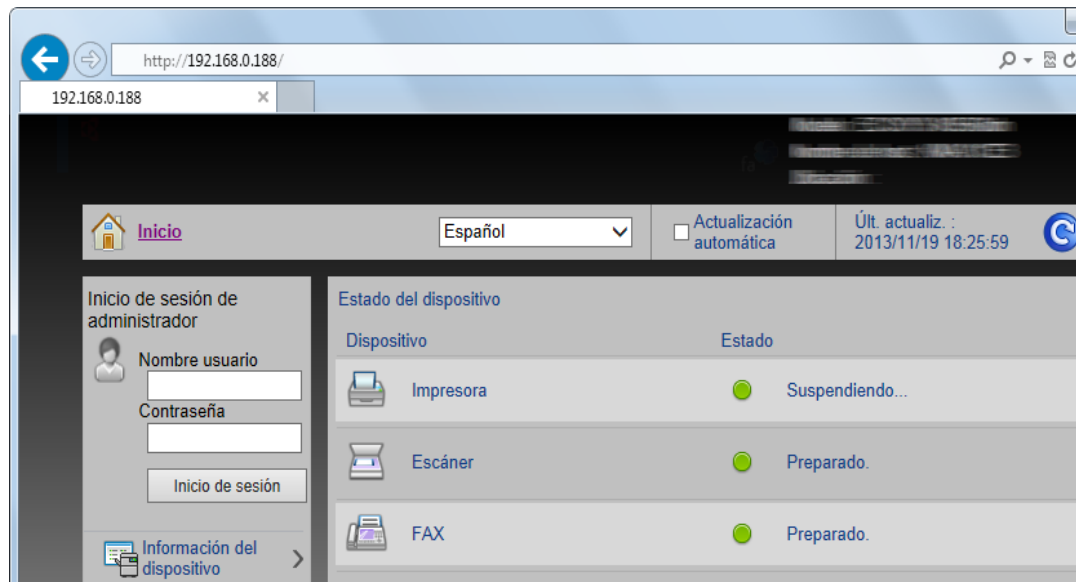 http://192.168.0.188/
192.168.0.188
Inicio
Español
Actualización
automática
Últ. actualiz. :
2013/11/19 18:25:59
Inicio de sesión de
administrador
Nombre usuario
Contraseña
Inicio de sesión
Información del
dispositivo
Estado del dispositivo
Dispositivo Estado
Impresora Suspendiendo...
Escáner Preparado.
FAX Preparado.